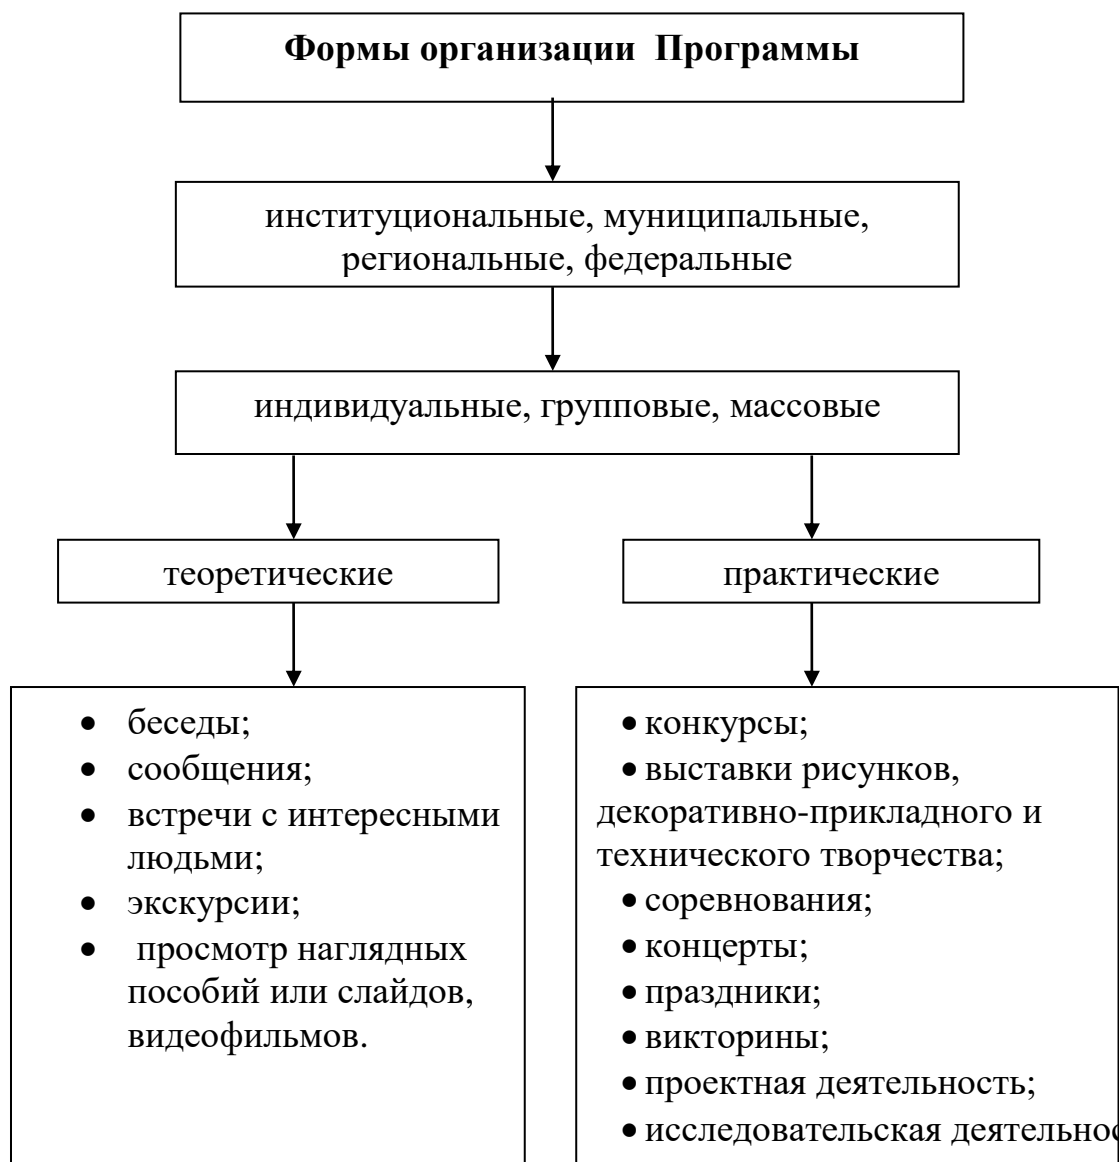 Формы организации Программы
институциональные, муниципальные,
региональные, федеральные
индивидуальные, групповые, массовые
теоретические
практические
• беседы;
• сообщения;
• встречи с интересными
людьми;
• экскурсии;
• просмотр наглядных
пособий или слайдов,
видеофильмов.
• конкурсы;
• выставки рисунков,
декоративно-прикладного и
технического творчества;
• соревнования;
• концерты;
• праздники;
• викторины;
• проектная деятельность;
• исследовательская деятельнос